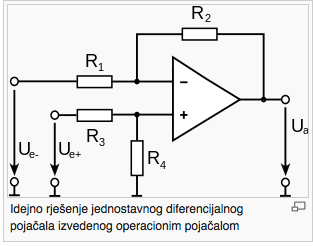 R2
R1
−
+
R3
R4
Ue-
Ue+
Ua
Idejno rješenje jednostavnog diferencijalnog
pojačala izvedenog operacionim pojačalom